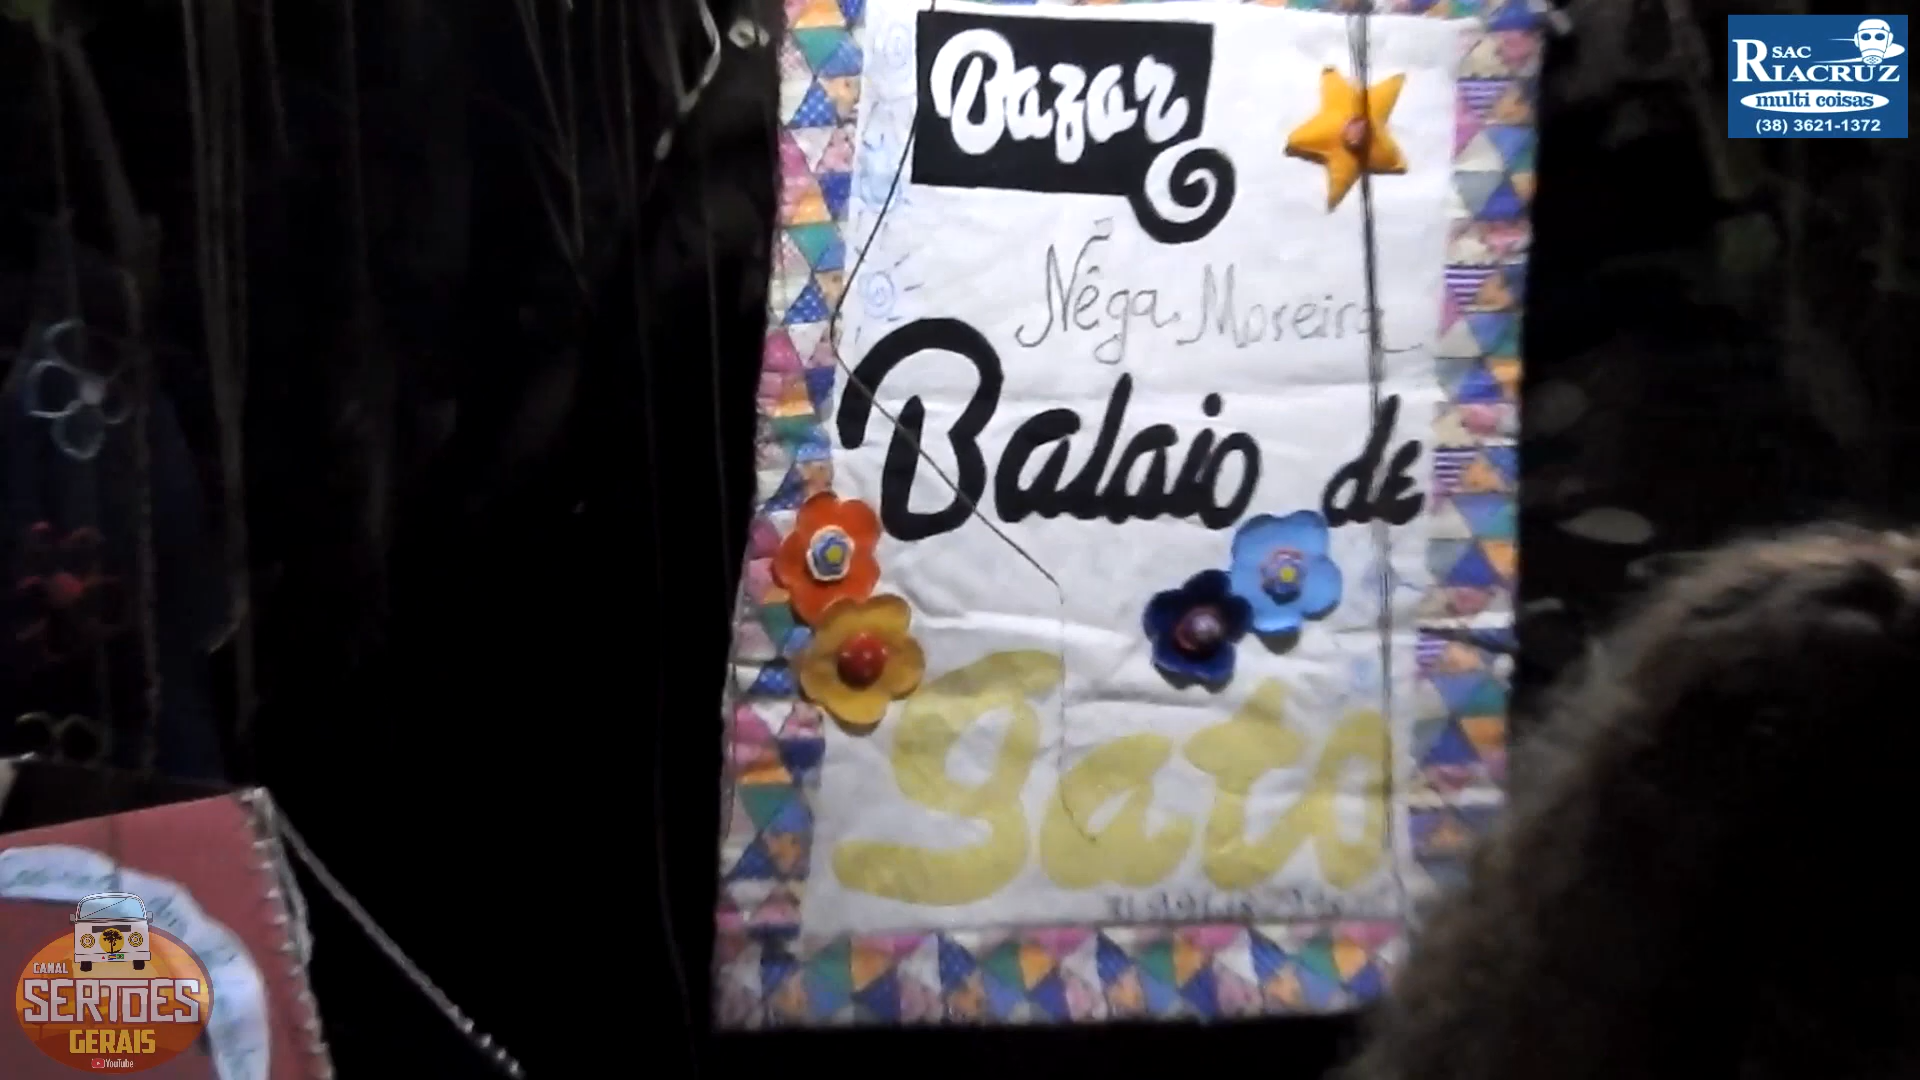 Bazar
Nêga Moreira
Balaio de
gato
SAC
RIACRUZ
multi coisas
(38) 3621-1372
CANAL
SERTÕES
GERAIS
YouTube